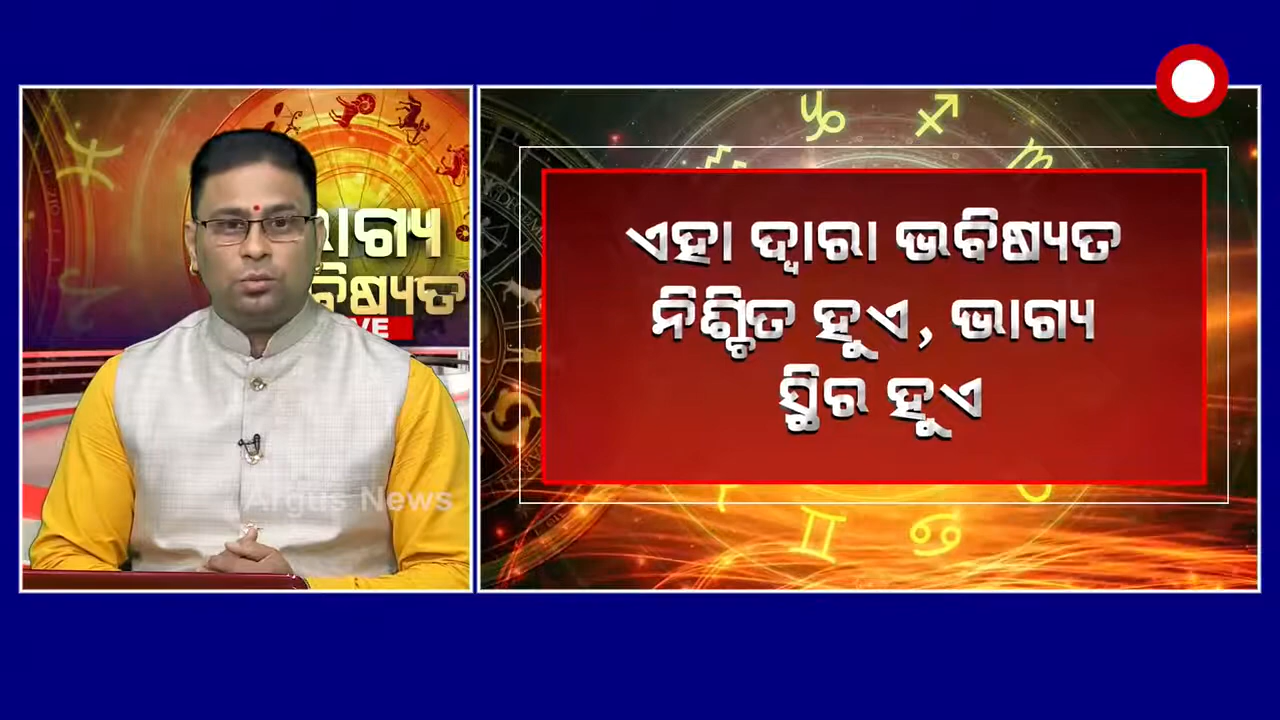 ଭାଗ୍ୟ
ଭବିଷ୍ୟତ
Argus News
ଏହା ଦ୍ୱାରା ଭବିଷ୍ୟତ
ନିଶ୍ଚିତ ହୁଏ, ଭାଗ୍ୟ
ସ୍ଥିର ହୁଏ